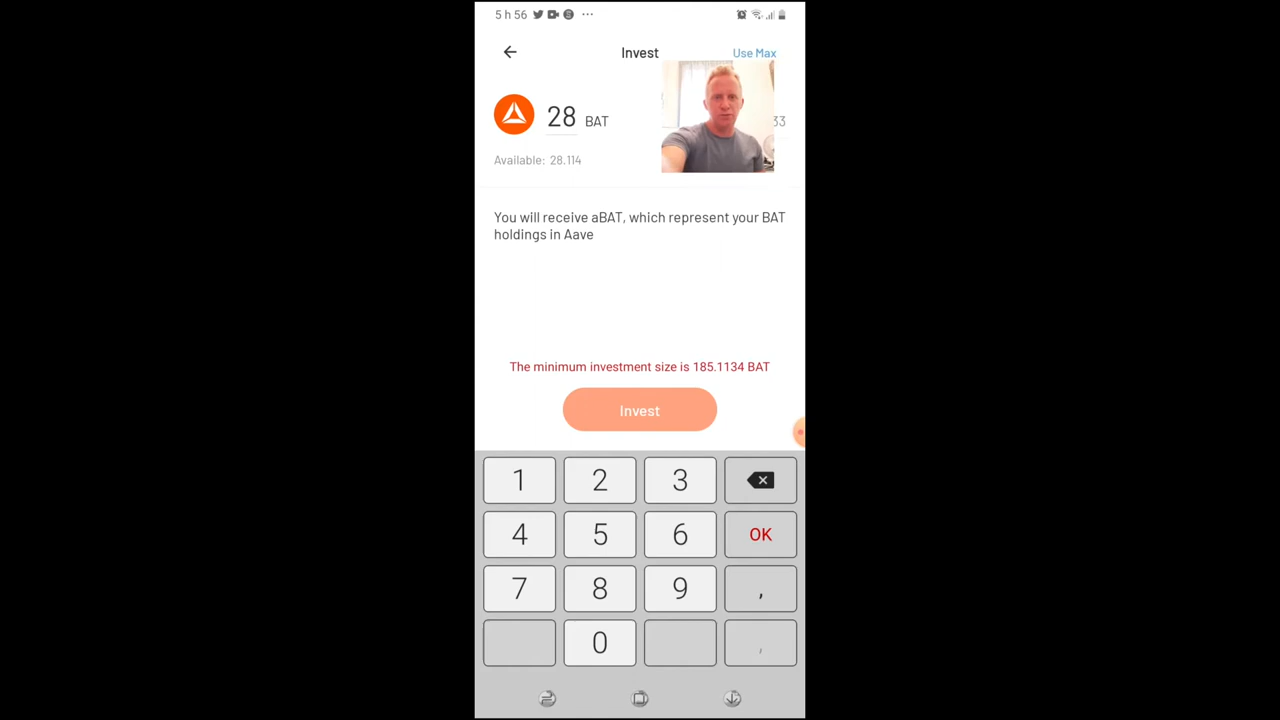 5 h 56
Invest
Use Max
28 BAT
33
Available: 28.114
You will receive aBAT, which represent your BAT
holdings in Aave
The minimum investment size is 185.1134 BAT
Invest
1 2 3
4 5 6 OK
7 8 9 ,
0 ,